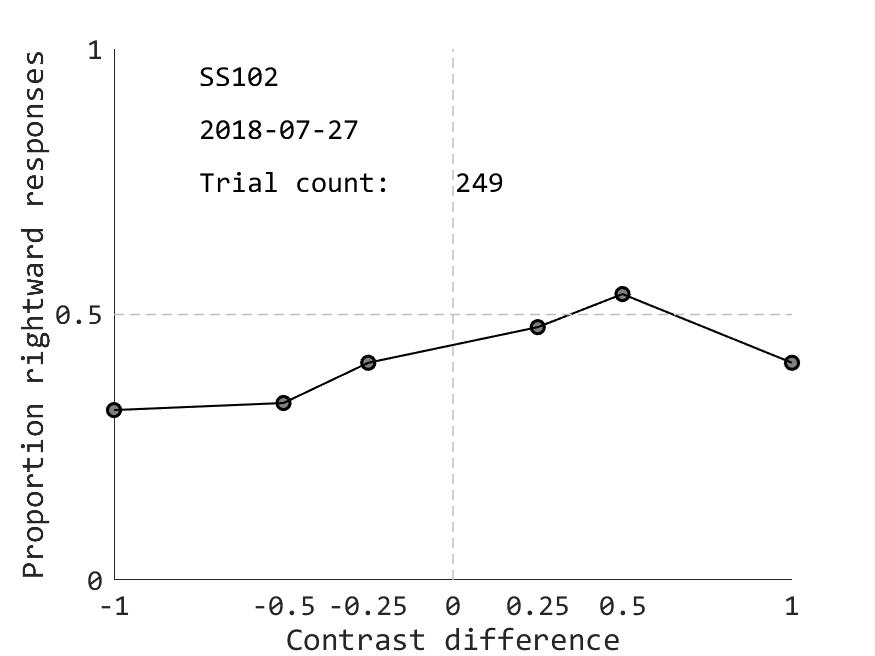 Proportion rightward responses
1
0.5
0
SS102
2018-07-27
Trial count: 249
-1 -0.5 -0.25 0 0.25 0.5 1
Contrast difference